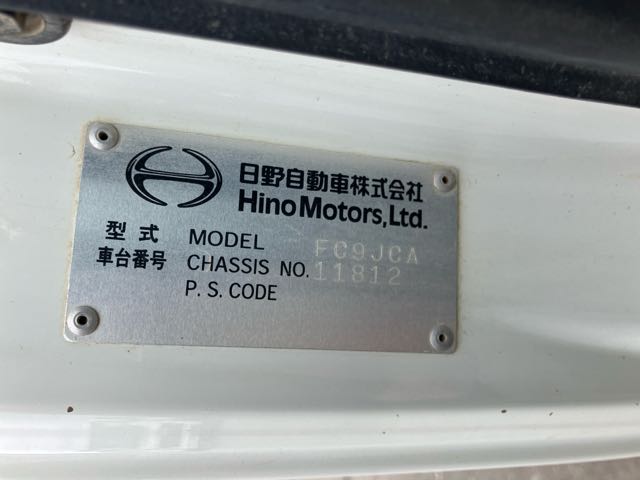 日野自動車株式会社
Hino Motors, Ltd.
型式 MODEL FC9JCA
車台番号 CHASSIS NO. 11812
P. S. CODE